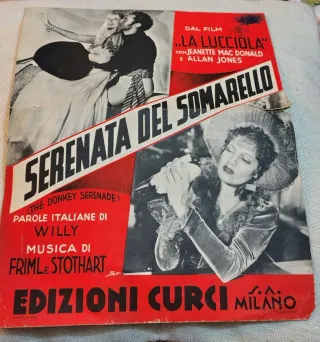 DAL FILM
„LA LUCCIOLA"
CON JEANETTE MAC DONALD
E ALLAN JONES
SERENATA DEL SOMARELLO
(THE DONKEY SERENADE)
PAROLE ITALIANE DI
WILLY
MUSICA DI
FRIML E STOTHART
EDIZIONI CURCI S.A. MILANO